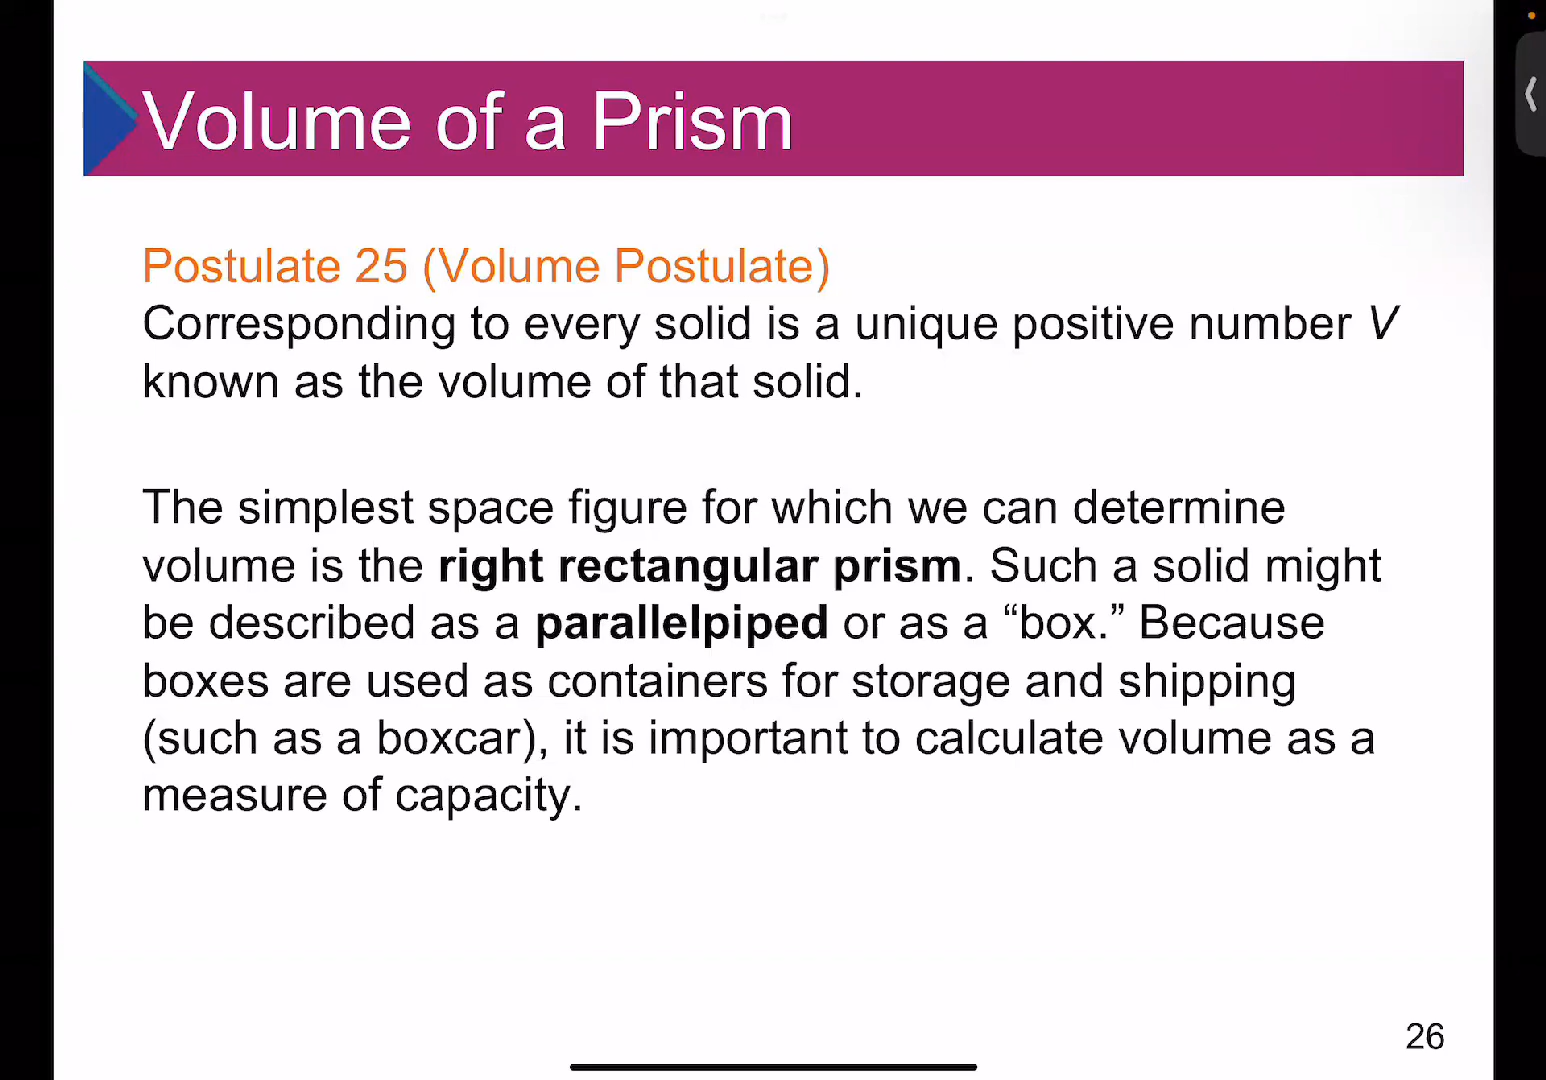 Volume of a Prism
Postulate 25 (Volume Postulate)
Corresponding to every solid is a unique positive number V
known as the volume of that solid.
The simplest space figure for which we can determine
volume is the right rectangular prism. Such a solid might
be described as a parallelpiped or as a “box.” Because
boxes are used as containers for storage and shipping
(such as a boxcar), it is important to calculate volume as a
measure of capacity.
26